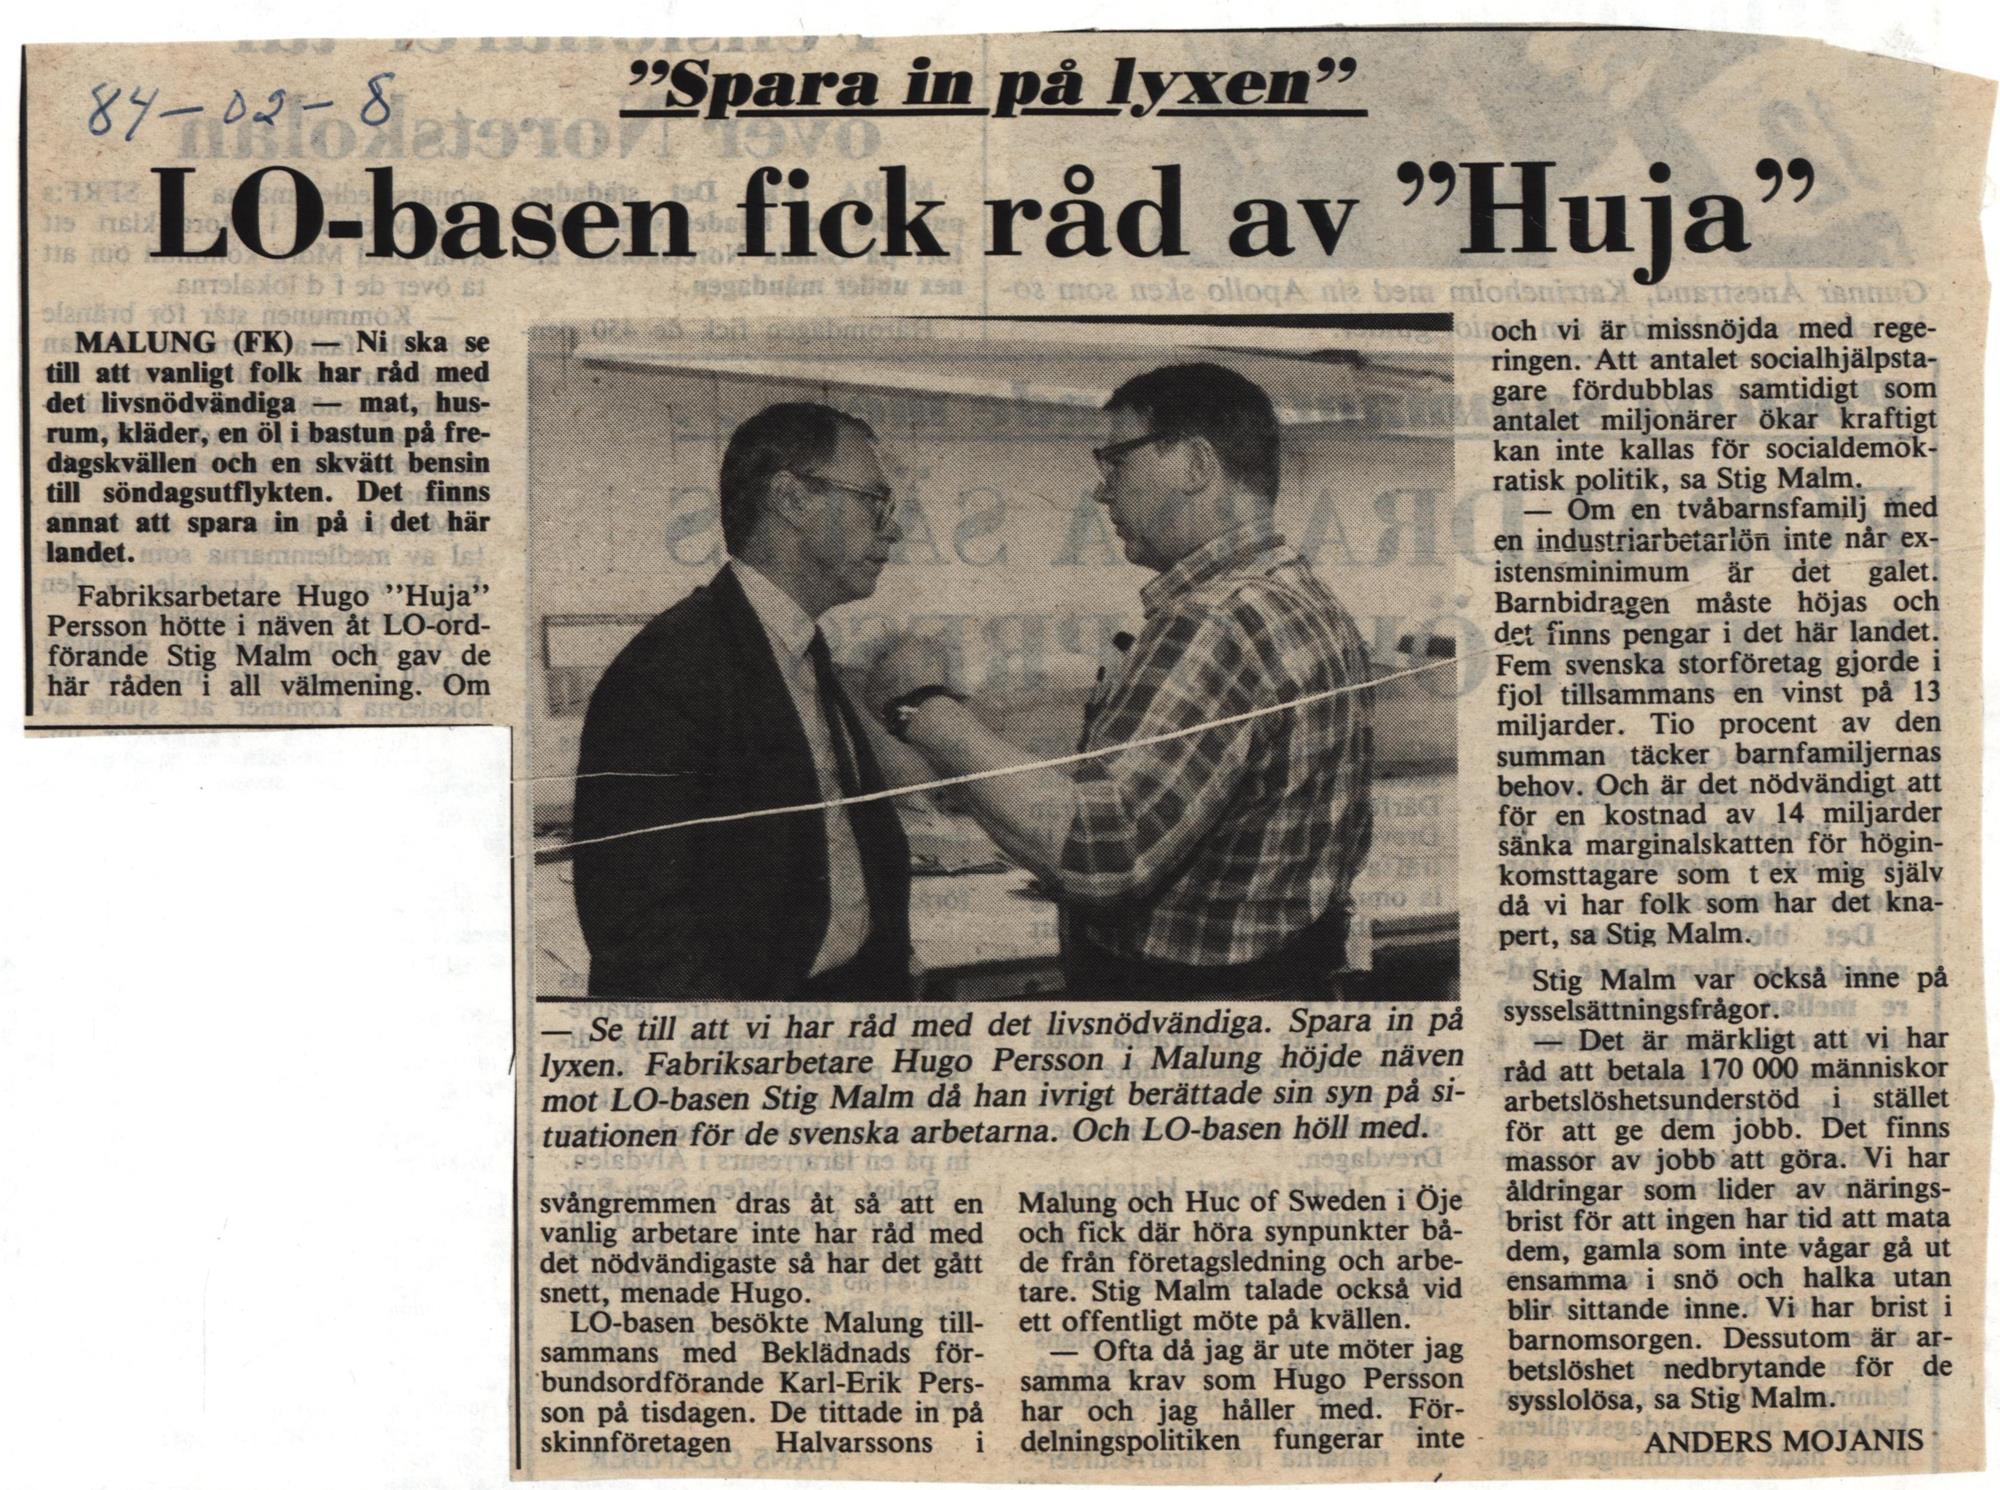 84-02-8
”Spara in på lyxen”
LO-basen fick råd av ”Huja”
MALUNG (FK) — Ni ska se
till att vanligt folk har råd med
det livsnödvändiga — mat, hus-
rum, kläder, en öl i bastun på fre-
dagskvällen och en skvätt bensin
till söndagsutflykten. Det finns
annat att spara in på i det här
landet.
Fabriksarbetare Hugo ”Huja”
Persson hötte i näven åt LO-ord-
förande Stig Malm och gav de
här råden i all välmening. Om
— Se till att vi har råd med det livsnödvändiga. Spara in på
lyxen. Fabriksarbetare Hugo Persson i Malung höjde näven
mot LO-basen Stig Malm då han ivrigt berättade sin syn på si-
tuationen för de svenska arbetarna. Och LO-basen höll med.
svångremmen dras åt så att en
vanlig arbetare inte har råd med
det nödvändigaste så har det gått
snett, menade Hugo.
LO-basen besökte Malung till-
sammans med Beklädnads för-
bundsordförande Karl-Erik Pers-
son på tisdagen. De tittade in på
skinnföretagen Halvarssons i
Malung och Huc of Sweden i Öje
och fick där höra synpunkter bå-
de från företagsledning och arbe-
tare. Stig Malm talade också vid
ett offentligt möte på kvällen.
— Ofta då jag är ute möter jag
samma krav som Hugo Persson
har och jag håller med. För-
delningspolitiken fungerar inte
och vi är missnöjda med rege-
ringen. Att antalet socialhjälpsta-
gare fördubblas samtidigt som
antalet miljonärer ökar kraftigt
kan inte kallas för socialdemok-
ratisk politik, sa Stig Malm.
— Om en tvåbarnsfamilj med
en industriarbetarlön inte når ex-
istensminimum är det galet.
Barnbidragen måste höjas och
det finns pengar i det här landet.
Fem svenska storföretag gjorde i
fjol tillsammans en vinst på 13
miljarder. Tio procent av den
summan täcker barnfamiljernas
behov. Och är det nödvändigt att
för en kostnad av 14 miljarder
sänka marginalskatten för högin-
komsttagare som t ex mig själv
då vi har folk som har det kna-
pert, sa Stig Malm.
Stig Malm var också inne på
sysselsättningsfrågor.
— Det är märkligt att vi har
råd att betala 170 000 människor
arbetslöshetsunderstöd i stället
för att ge dem jobb. Det finns
massor av jobb att göra. Vi har
åldringar som lider av närings-
brist för att ingen har tid att mata
dem, gamla som inte vågar gå ut
ensamma i snö och halka utan
blir sittande inne. Vi har brist i
barnomsorgen. Dessutom är ar-
betslöshet nedbrytande för de
sysslolösa, sa Stig Malm.
ANDERS MOJANIS